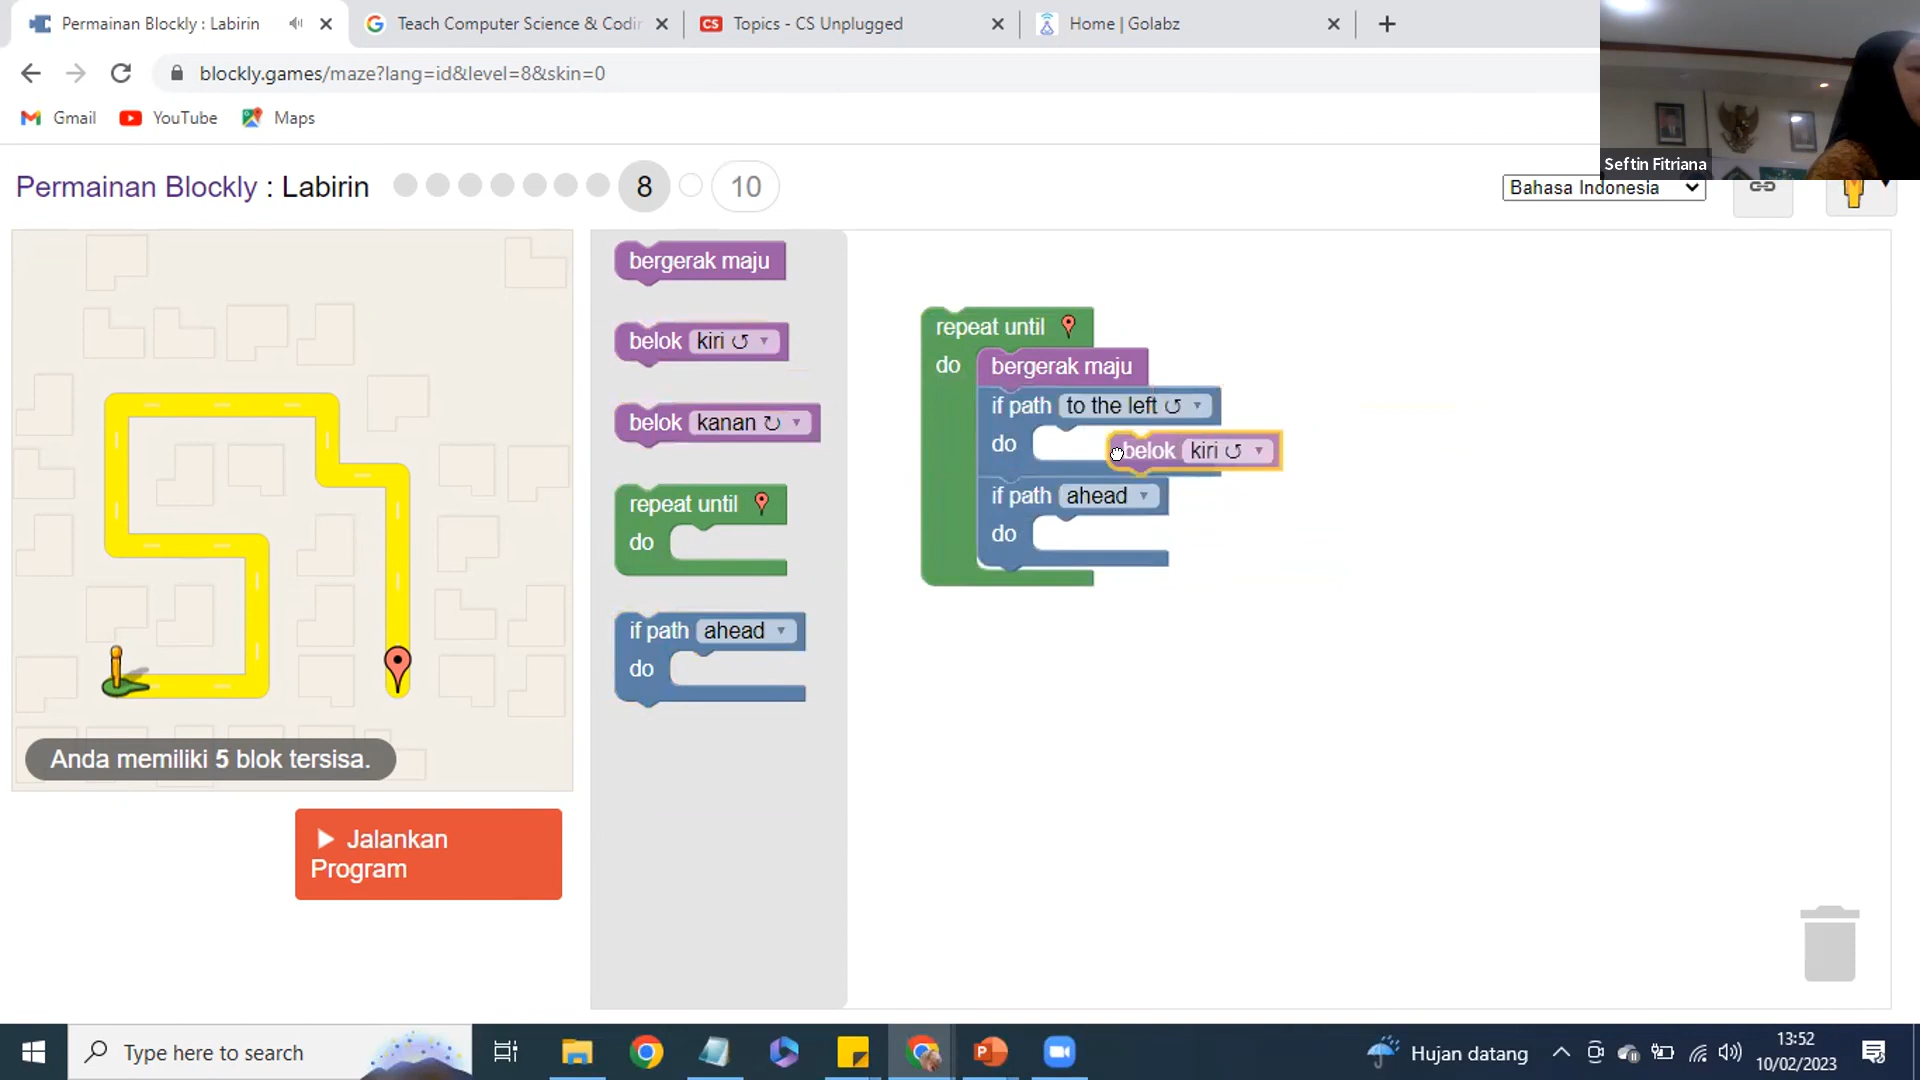 Permainan Blockly : Labirin
Teach Computer Science & Codin
CS
Topics - CS Unplugged
Home | Golabz
blockly.games/maze?lang=id&level=8&skin=0
Gmail
YouTube
Maps
Seftin Fitriana
Permainan Blockly : Labirin
8
10
Bahasa Indonesia
bergerak maju
belok kiri
belok kanan
repeat until
do
if path ahead
do
repeat until
do
bergerak maju
if path to the left
do
belok kiri
if path ahead
do
Anda memiliki 5 blok tersisa.
Jalankan
Program
Type here to search
Hujan datang
13:52
10/02/2023